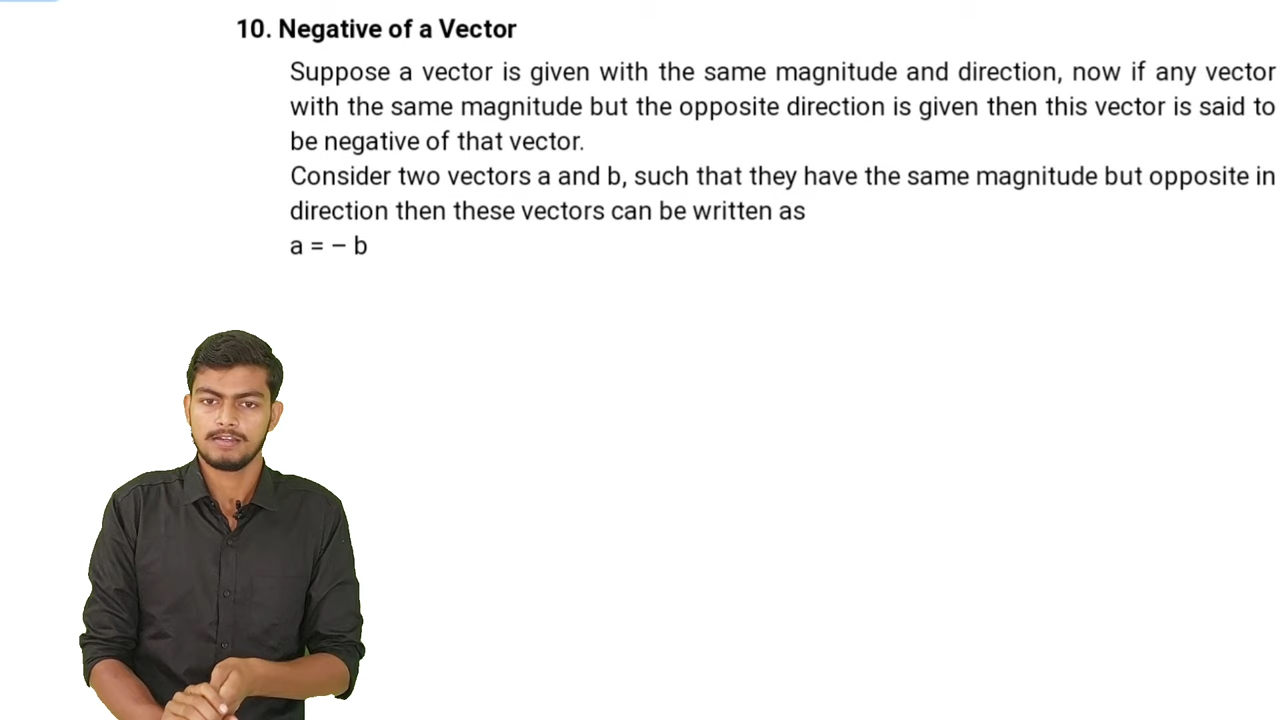 10. Negative of a Vector
Suppose a vector is given with the same magnitude and direction, now if any vector
with the same magnitude but the opposite direction is given then this vector is said to
be negative of that vector.
Consider two vectors a and b, such that they have the same magnitude but opposite in
direction then these vectors can be written as
a = − b